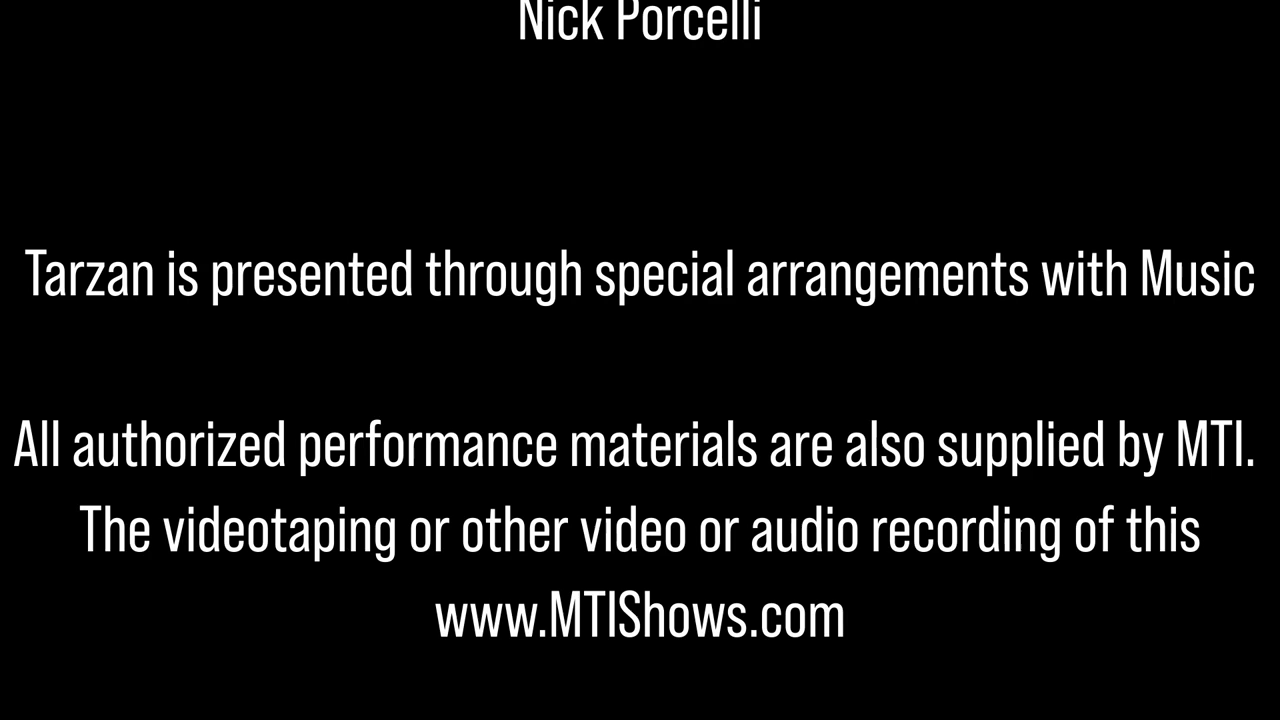 Nick Porcelli
Tarzan is presented through special arrangements with Music
All authorized performance materials are also supplied by MTI.
The videotaping or other video or audio recording of this
www.MTIShows.com